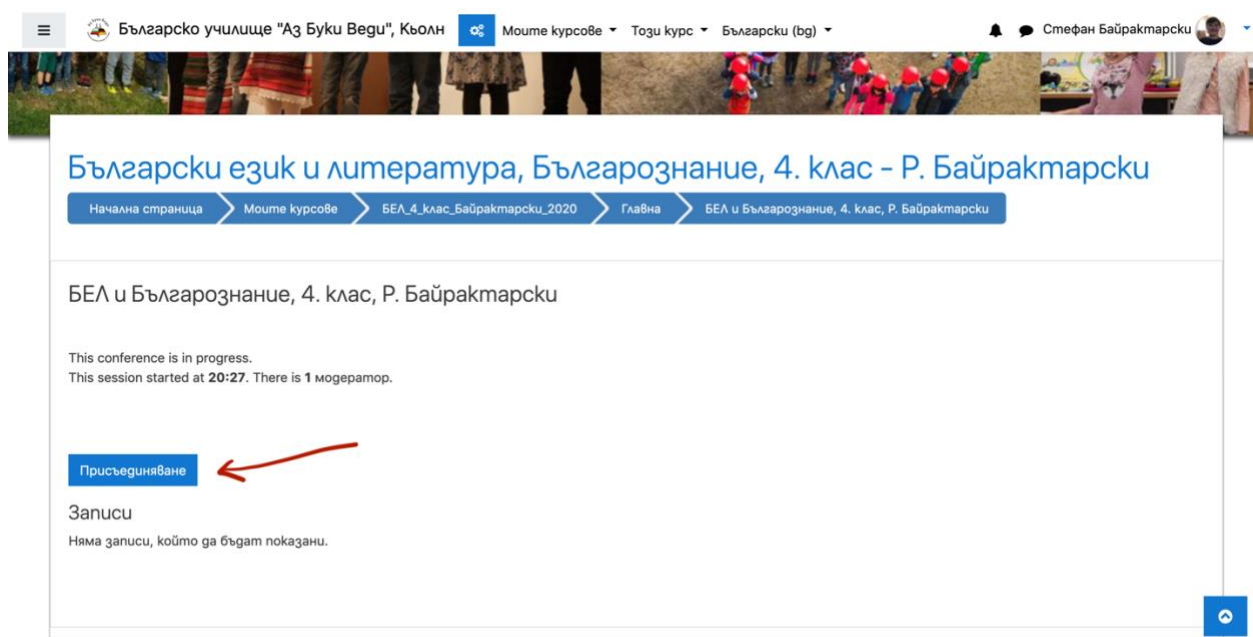 Българско училище "Аз Буки Веди", Кьолн Моите курсове Този курс Български (bg) Стефан Байрактарски
Български език и литература, Българознание, 4. клас - Р. Байрактарски
Начална страница Моите курсове БЕЛ_4_клас_Байрактарски_2020 Главна БЕЛ и Българознание, 4. клас, Р. Байрактарски
БЕЛ и Българознание, 4. клас, Р. Байрактарски
This conference is in progress.
This session started at 20:27. There is 1 модератор.
Присъединяване
Записи
Няма записи, който да бъдат показани.